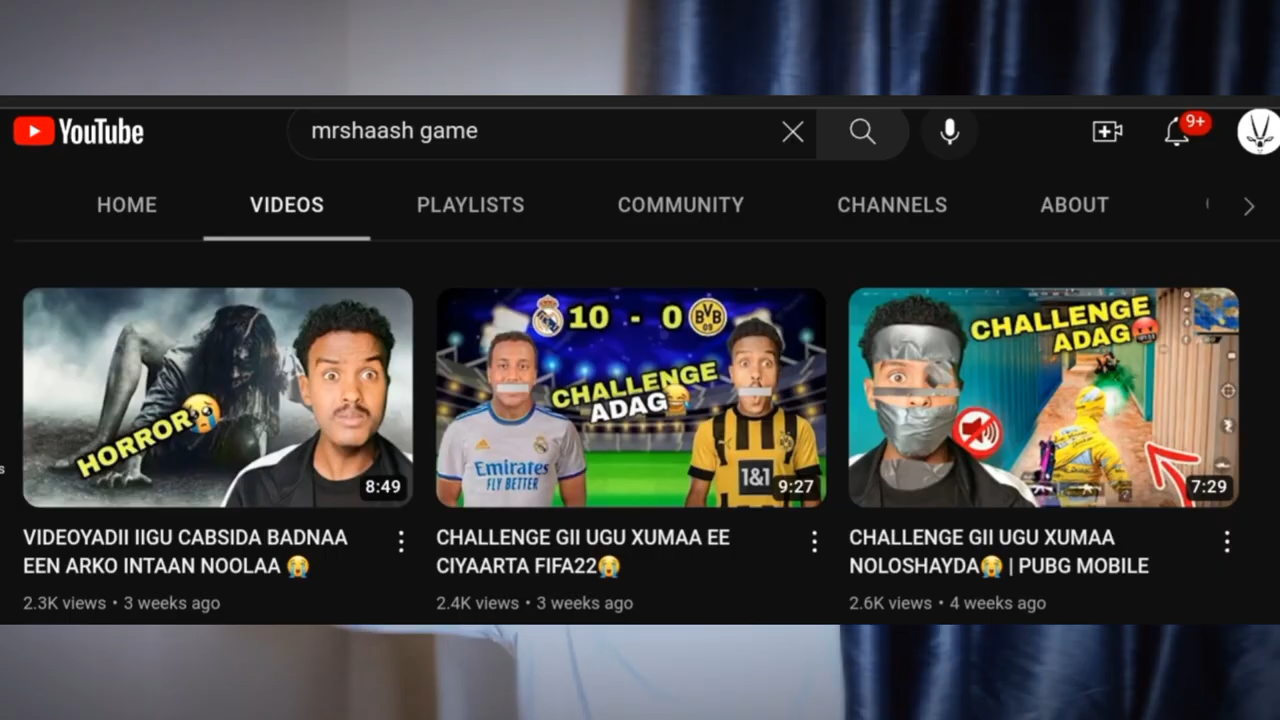 YouTube
mrshaash game
9+
HOME VIDEOS PLAYLISTS COMMUNITY CHANNELS ABOUT
s
HORROR
8:49
10 - 0
BVB
09
CHALLENGE
ADAG
Emirates
FLY BETTER
1&1
9:27
CHALLENGE
ADAG
7:29
VIDEOYADII IIGU CABSIDA BADNAA
EEN ARKO INTAAN NOOLAA 😭
2.3K views • 3 weeks ago
CHALLENGE GII UGU XUMAA EE
CIYAARTA FIFA22😭
2.4K views • 3 weeks ago
CHALLENGE GII UGU XUMAA
NOLOSHAYDA😭 | PUBG MOBILE
2.6K views • 4 weeks ago